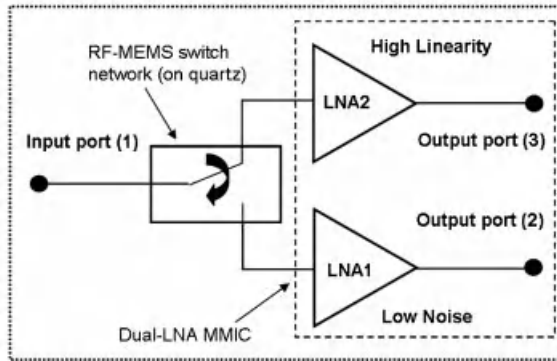 RF-MEMS switch
network (on quartz)
High Linearity
LNA2
Input port (1)
Output port (3)
Output port (2)
LNA1
Dual-LNA MMIC
Low Noise